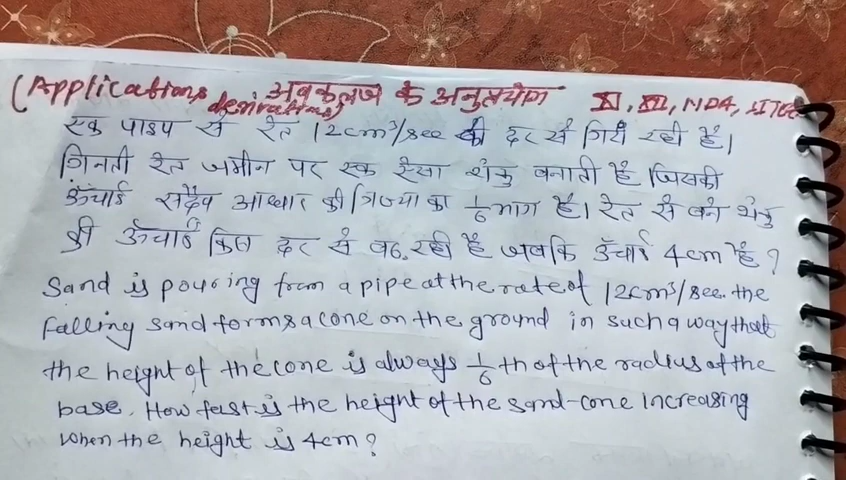 (Applications अवकलज के अनुप्रयोग XI, XII, NDA, IIT
derivatives)
एक पाइप से रेत 12cm³/sec की दर से गिर रही है।
गिरती रेत जमीन पर एक ऐसा शंकु बनाती है जिसकी
ऊँचाई सदैव आधार की त्रिज्या का 1/6 भाग है। रेत से बने शंकु
की ऊँचाई किस दर से बढ़ रही है जबकि ऊँचाई 4cm है?
Sand is pouring from a pipe at the rate of 12cm³/sec. the
falling sand forms a cone on the ground in such a way that
the height of the cone is always 1/6 th of the radius of the
base. How fast is the height of the sand-cone increasing
when the height is 4cm?